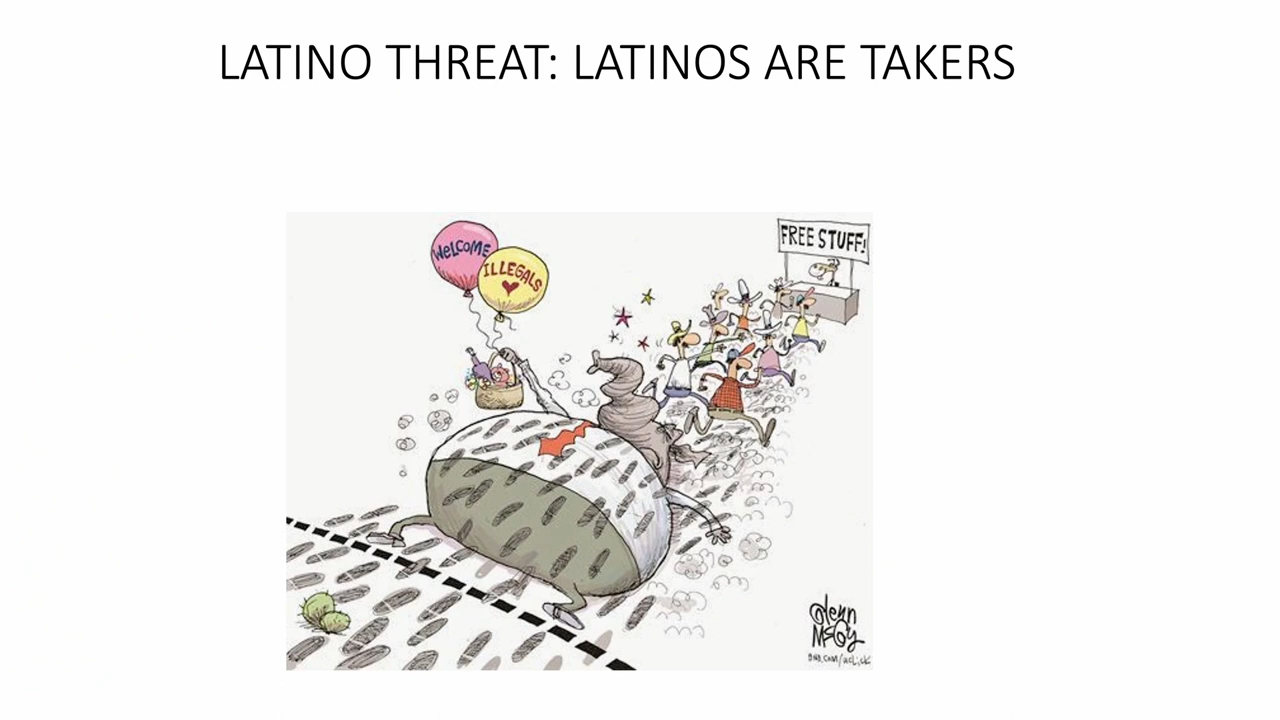 LATINO THREAT: LATINOS ARE TAKERS
FREE STUFF!
WELCOME
ILLEGALS
Glenn
McCoy